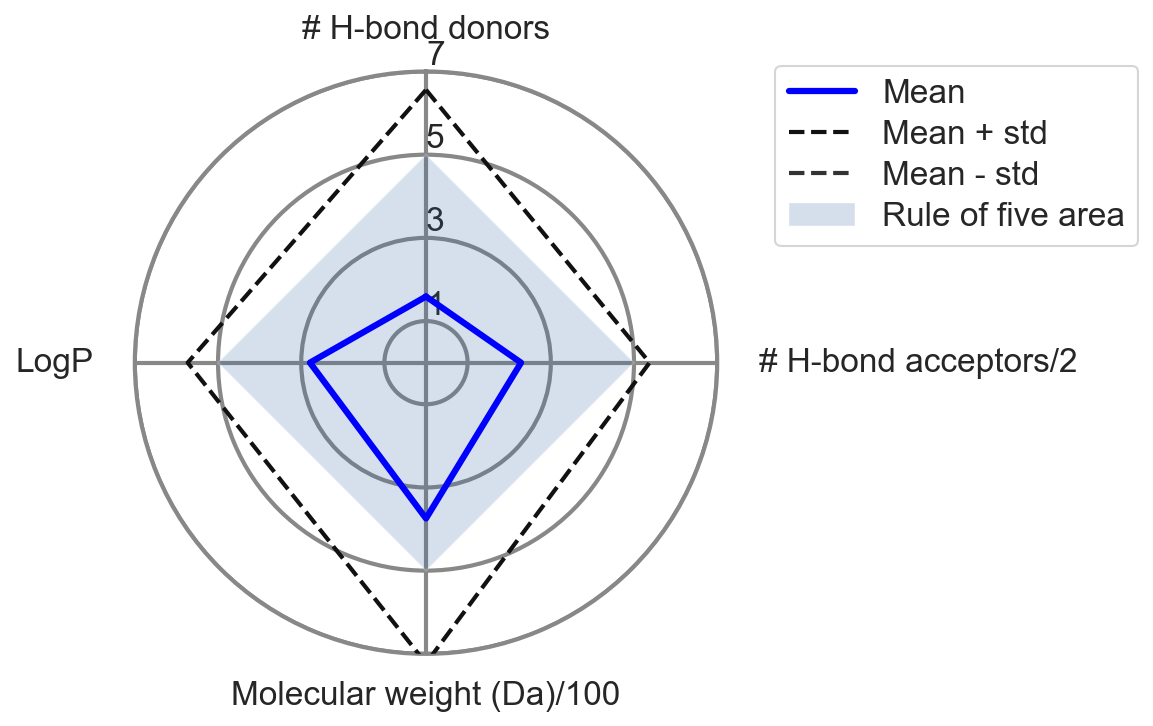 # H-bond donors
7
5
3
1
LogP
# H-bond acceptors/2
Molecular weight (Da)/100
Mean
Mean + std
Mean - std
Rule of five area